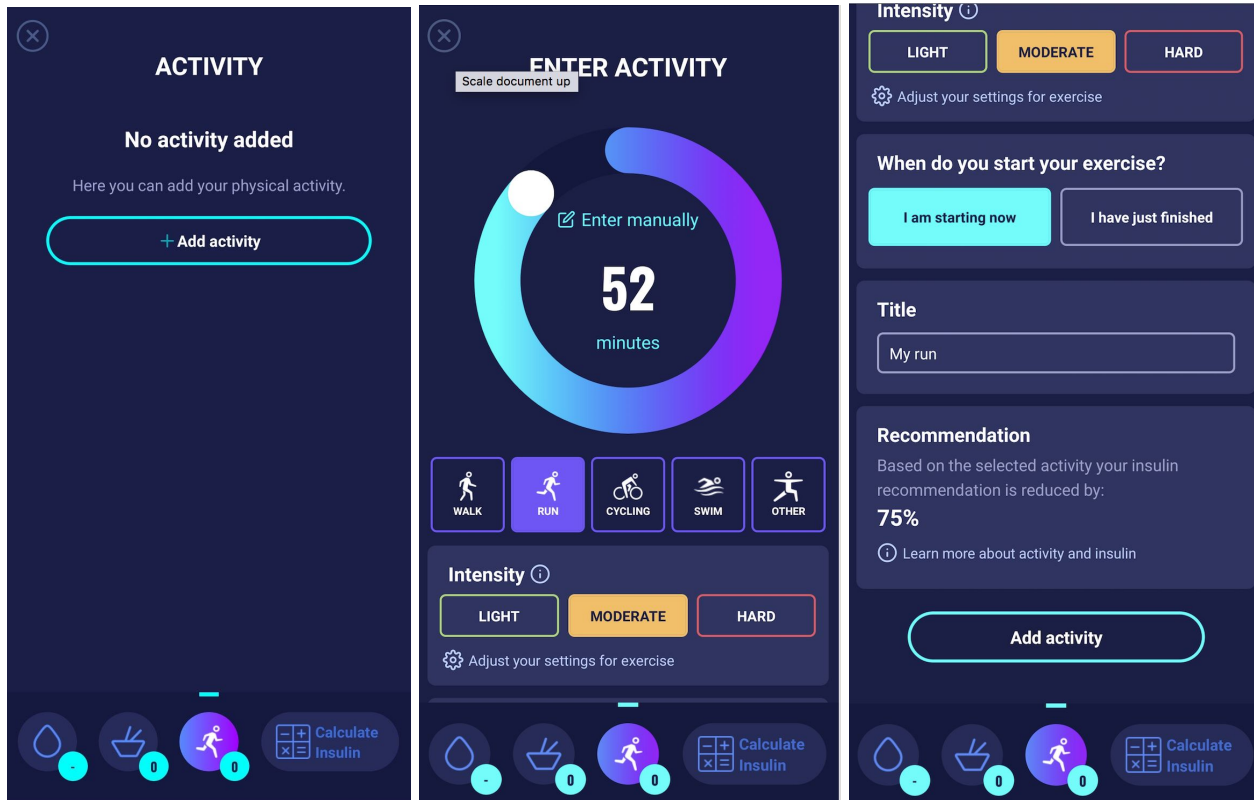 ACTIVITY
No activity added
Here you can add your physical activity.
+ Add activity
-
0
0
Calculate
Insulin
ENTER ACTIVITY
Scale document up
Enter manually
52
minutes
WALK
RUN
CYCLING
SWIM
OTHER
Intensity
LIGHT
MODERATE
HARD
Adjust your settings for exercise
-
0
0
Calculate
Insulin
Intensity
LIGHT
MODERATE
HARD
Adjust your settings for exercise
When do you start your exercise?
I am starting now
I have just finished
Title
My run
Recommendation
Based on the selected activity your insulin
recommendation is reduced by:
75%
Learn more about activity and insulin
Add activity
-
0
0
Calculate
Insulin